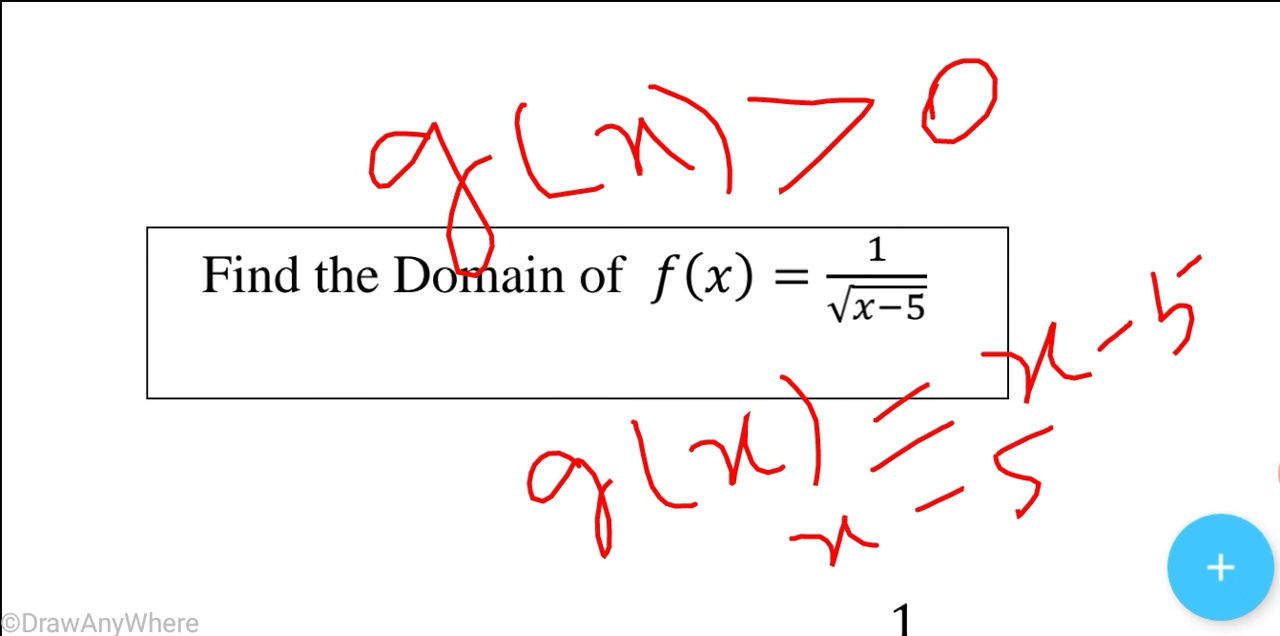 g(x) > 0
Find the Domain of f(x) = 1/√x−5
g(x) = x - 5
x - 5
1
+
©DrawAnyWhere